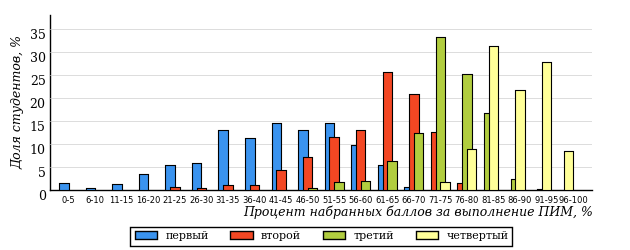 Доля студентов, %
35
30
25
20
15
10
5
0
0-5 6-10 11-15 16-20 21-25 26-30 31-35 36-40 41-45 46-50 51-55 56-60 61-65 66-70 71-75 76-80 81-85 86-90 91-95 96-100
Процент набранных баллов за выполнение ПИМ, %
первый второй третий четвертый